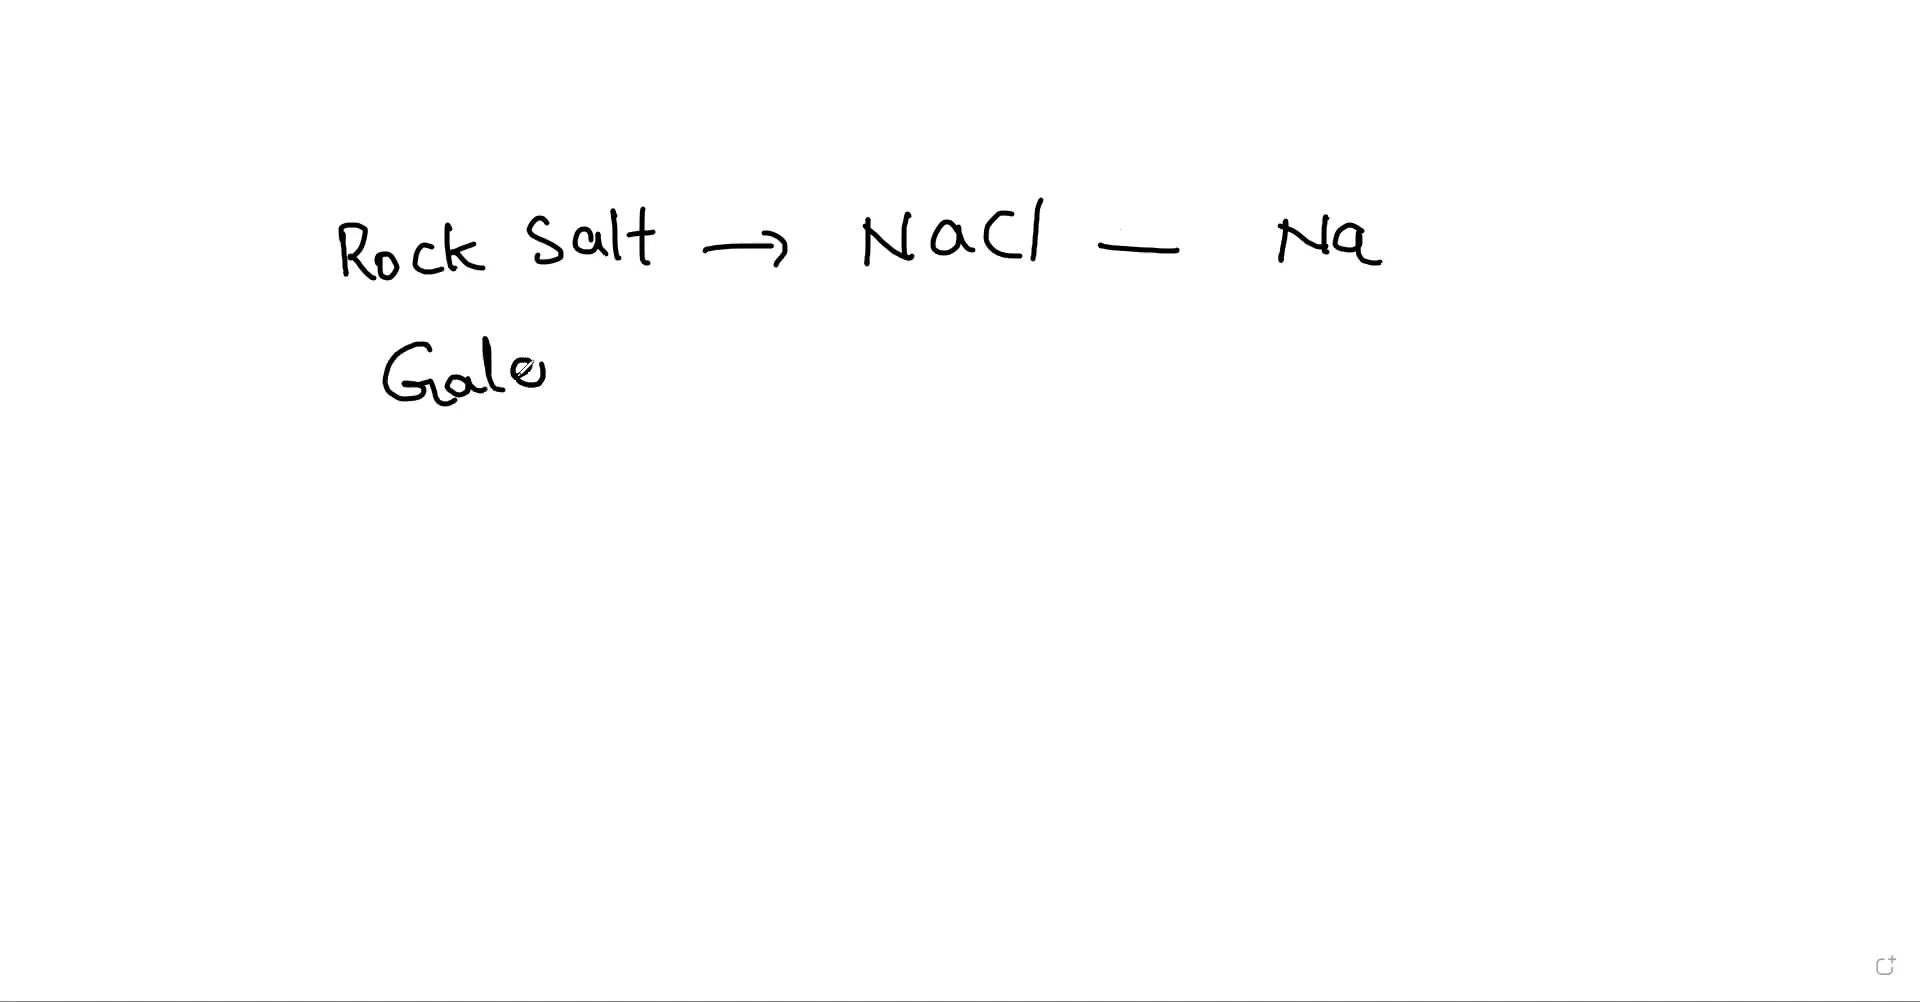 Rock Salt → NaCl — Na
Gale